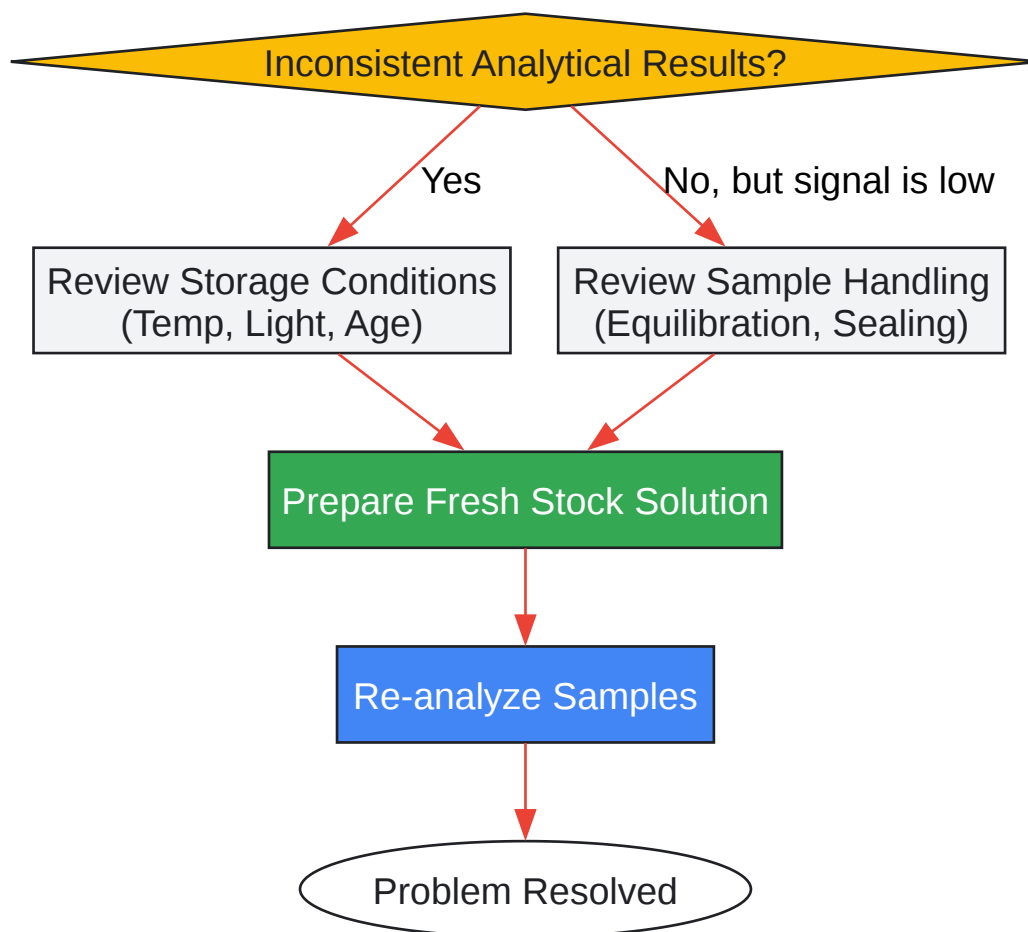 Inconsistent Analytical Results?
Yes
No, but signal is low
Review Storage Conditions
(Temp, Light, Age)
Review Sample Handling
(Equilibration, Sealing)
Prepare Fresh Stock Solution
Re-analyze Samples
Problem Resolved